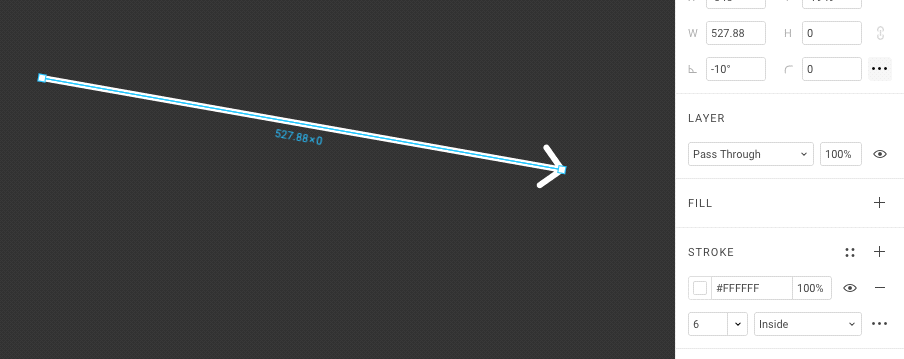 W 527.88 H 0
-10° 0
LAYER
Pass Through 100%
527.88×0
FILL
STROKE
#FFFFFF 100%
6 Inside